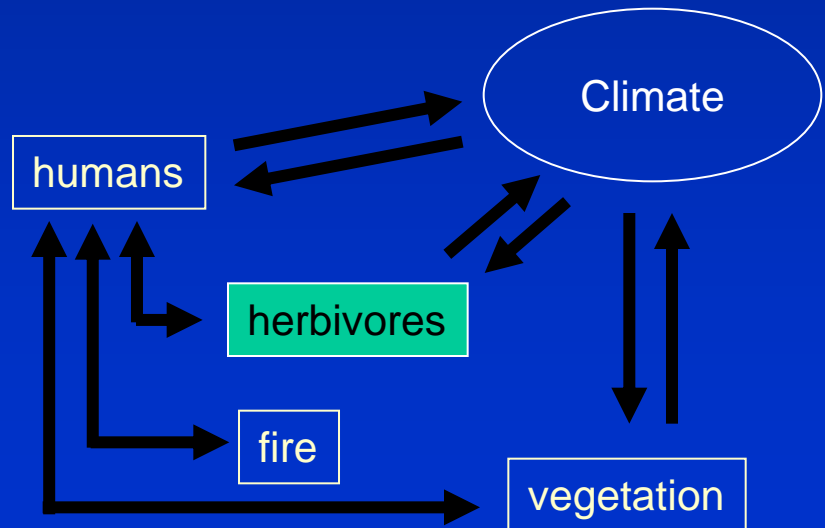 Climate
humans
herbivores
fire
vegetation